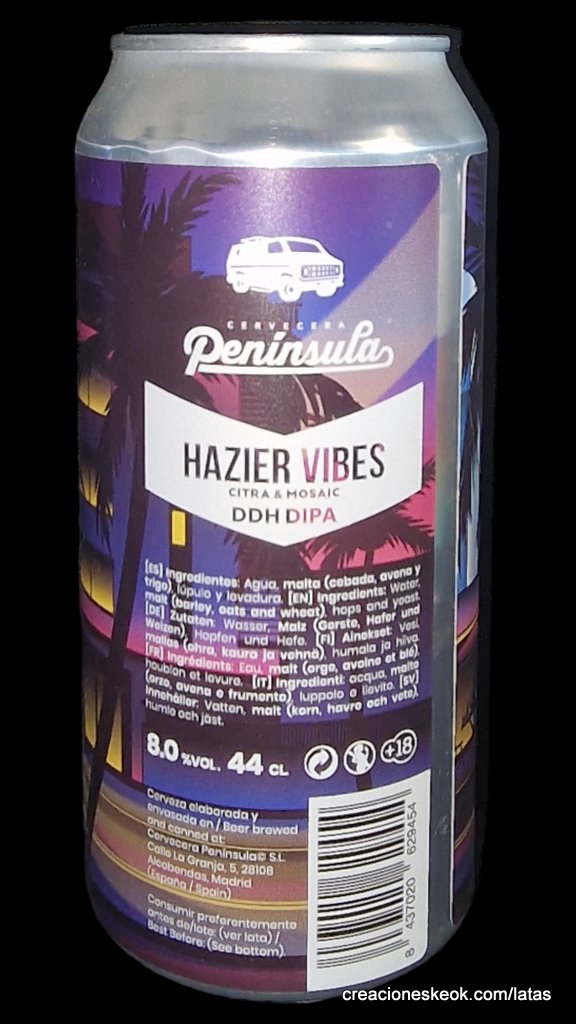 CERVECERA
Península
HAZIER VIBES
CITRA & MOSAIC
DDH DIPA
[ES] Ingredientes: Agua, malta (cebada, avena y
trigo), lúpulo y levadura. [EN] Ingredients: Water,
malt (barley, oats and wheat), hops and yeast.
[DE] Zutaten: Wasser, Malz (Gerste, Hafer und
Weizen), Hopfen und Hefe. [FI] Ainekset: Vesi,
mallas (ohra, kaura ja vehnä), humala ja hiiva.
[FR] Ingrédients: Eau, malt (orge, avoine et blé),
houblon et levure. [IT] Ingredienti: acqua, malto
(orzo, avena e frumento), luppolo e lievito. [SV]
Innehåller: Vatten, malt (korn, havre och vete),
humle och jäst.
8.0 %VOL. 44 CL +18
Cerveza elaborada y
envasada en / Beer brewed
and canned at:
Cervecera Península© S.L
Calle La Granja, 5, 28108
Alcobendas, Madrid
(España / Spain)
Consumir preferentemente
antes de/lote: (ver lata) /
Best Before: (See bottom).
8 437020 629454
creacioneskeok.com/latas